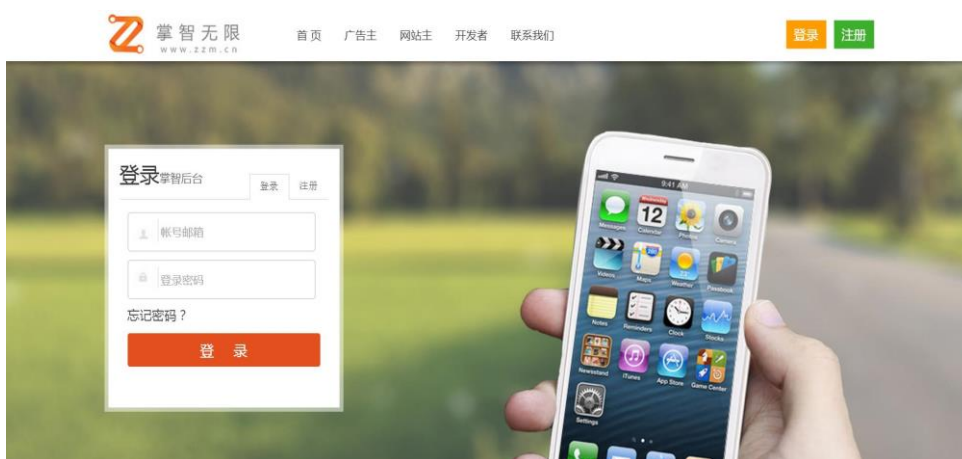 掌智无限
www.zzm.cn
首页 广告主 网站主 开发者 联系我们
登录 注册
登录掌智后台
登录 注册
帐号邮箱
登录密码
忘记密码？
登 录
9:41 AM
Wednesday
12
Messages Calendar Photos Camera
Videos Maps Weather Passbook
Notes Reminders Clock Stocks
Newsstand iTunes App Store Game Center
Settings